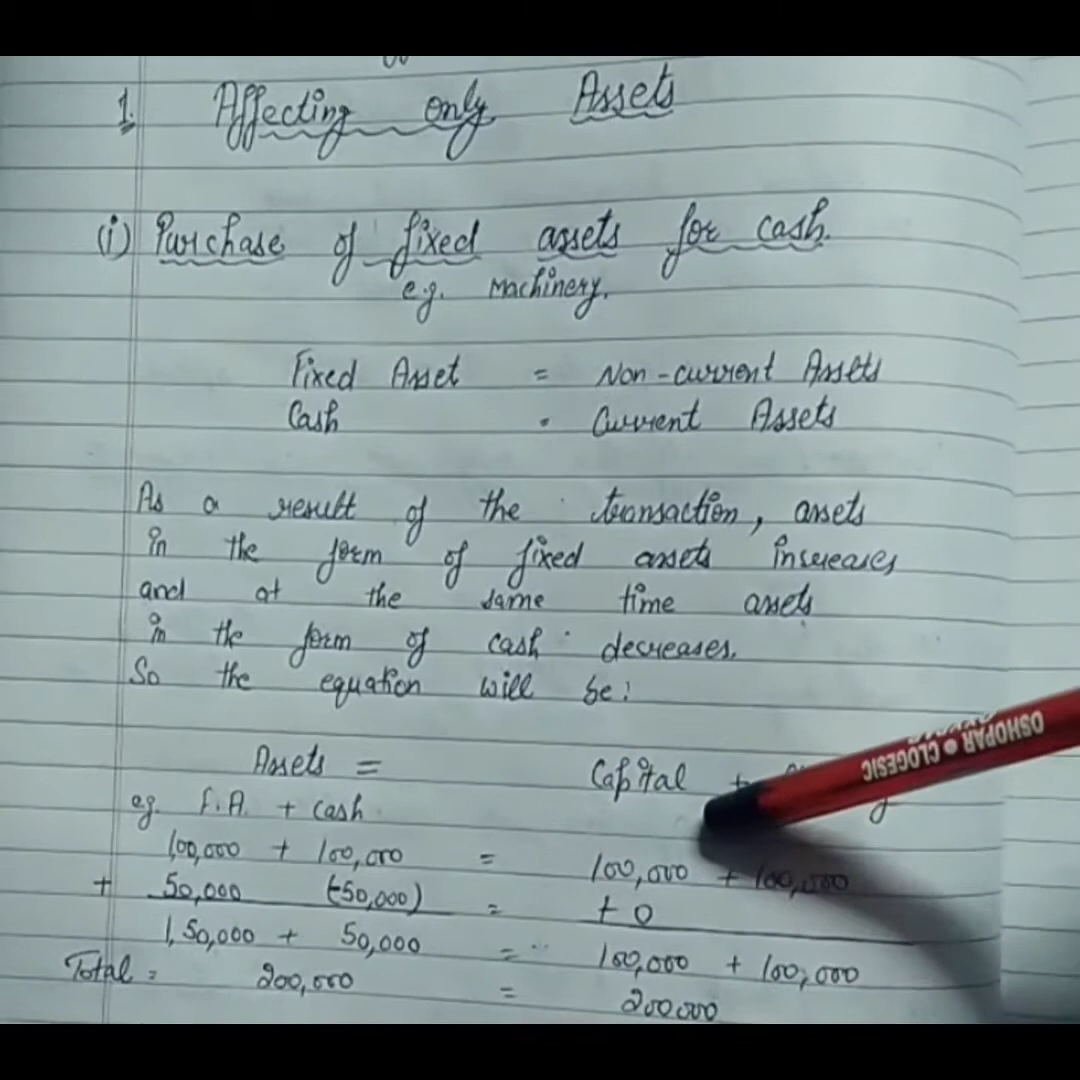 1. Affecting only Assets
(i) Purchase of fixed assets for cash.
e.g. Machinery.
Fixed Asset = Non-current Assets
Cash = Current Assets
As a result of the transaction, assets
in the form of fixed assets increases
and at the same time assets
in the form of cash decreases.
So the equation will be:
Assets = Capital +
eg. F.A. + cash
1,00,000 + 100,000 = 100,000 + 100,000
+ 50,000 (-50,000) = + 0
1,50,000 + 50,000 = 100,000 + 100,000
Total = 200,000 = 200000
OSHOPAR • CLOGESIC